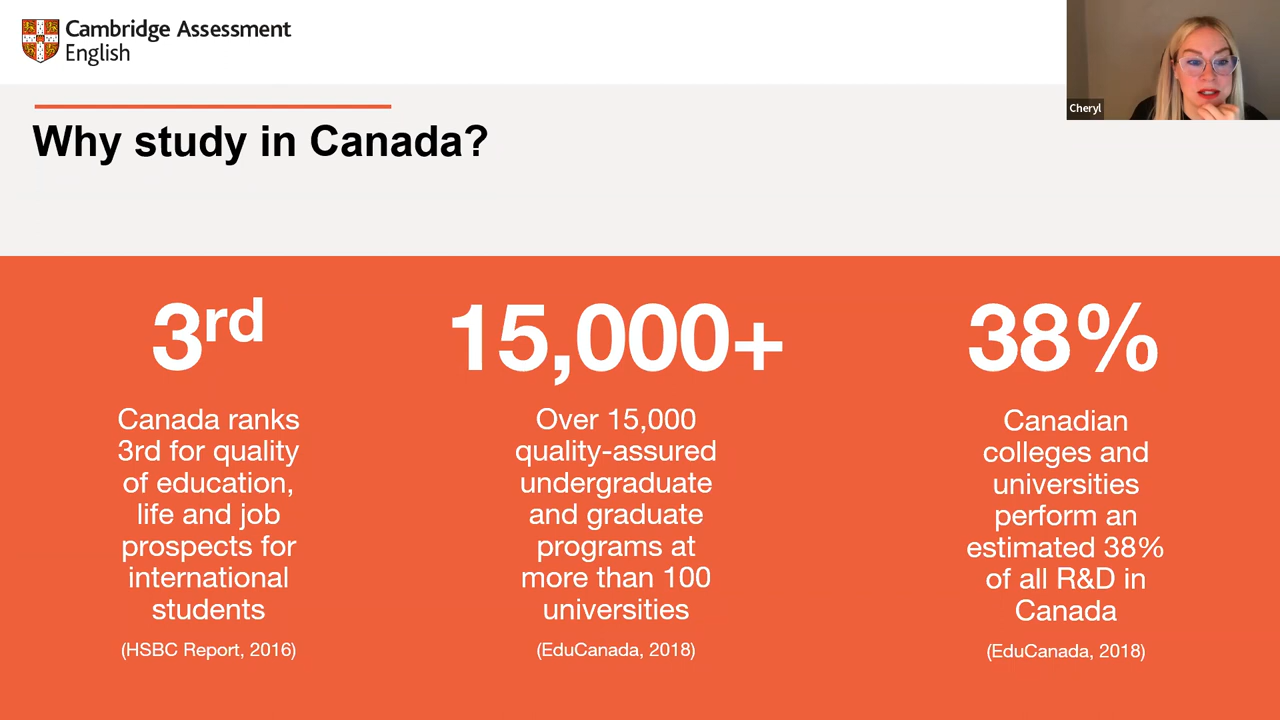 Cambridge Assessment
English
Cheryl
Why study in Canada?
3rd
Canada ranks
3rd for quality
of education,
life and job
prospects for
international
students
(HSBC Report, 2016)
15,000+
Over 15,000
quality-assured
undergraduate
and graduate
programs at
more than 100
universities
(EduCanada, 2018)
38%
Canadian
colleges and
universities
perform an
estimated 38%
of all R&D in
Canada
(EduCanada, 2018)